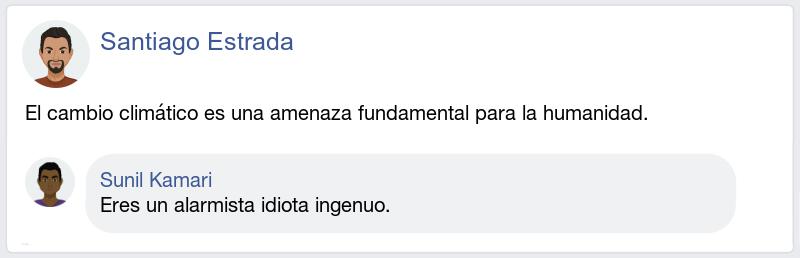 Santiago Estrada
El cambio climático es una amenaza fundamental para la humanidad.
Sunil Kamari
Eres un alarmista idiota ingenuo.